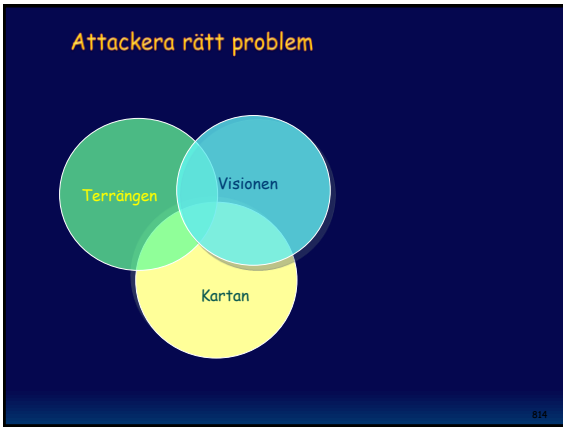 Attackera rätt problem
Visionen
Terrängen
Kartan
814